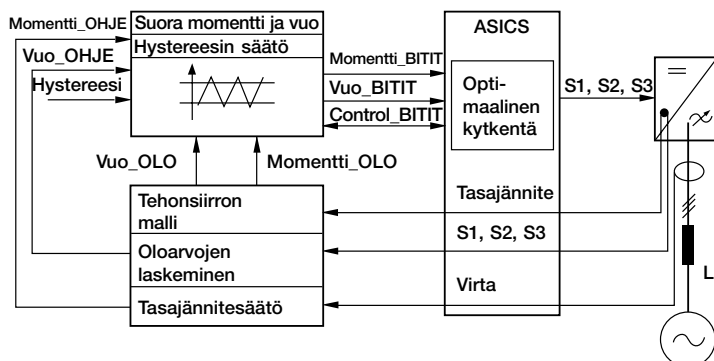 Momentti_OHJE
Vuo_OHJE
Hystereesi
Suora momentti ja vuo
Hystereesin säätö
Momentti_BITIT
Vuo_BITIT
Control_BITIT
ASICS
Opti-
maalinen
kytkentä
S1, S2, S3
Vuo_OLO
Momentti_OLO
Tehonsiirron
malli
Oloarvojen
laskeminen
Tasajännitesäätö
Tasajännite
S1, S2, S3
Virta
L